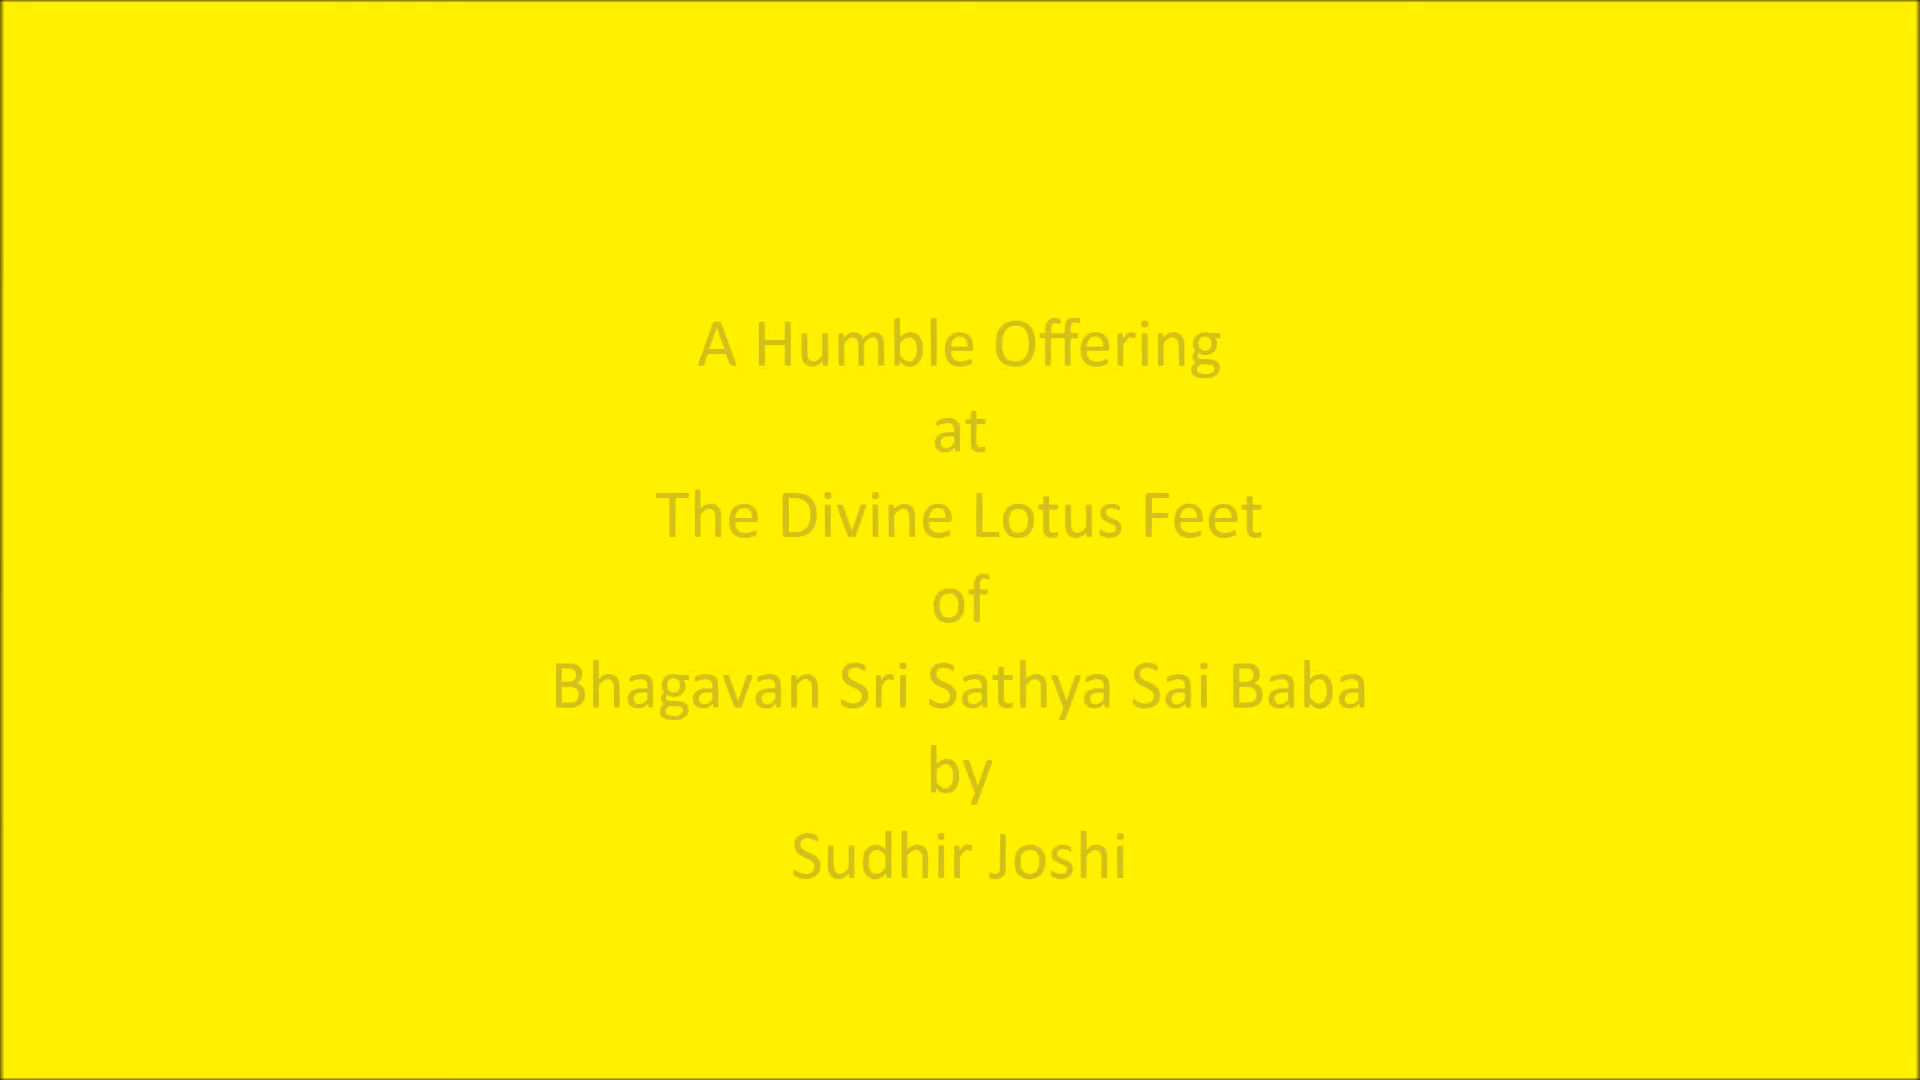 A Humble Offering
at
The Divine Lotus Feet
of
Bhagavan Sri Sathya Sai Baba
by
Sudhir Joshi